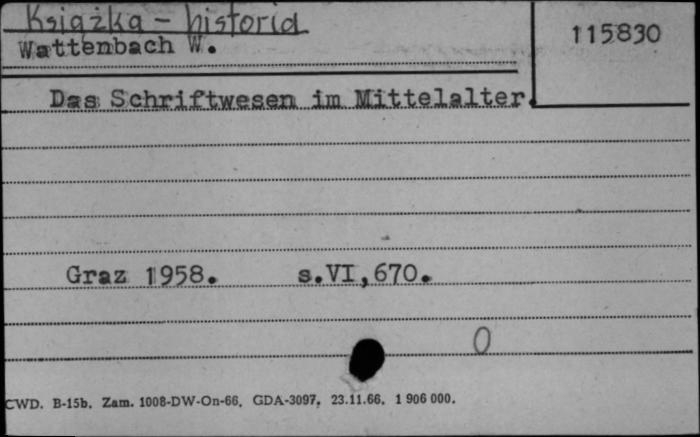 Książka - historia
115830
Wattenbach W.
Das Schriftwesen im Mittelalter.
Graz 1958. s.VI,670.
0
CWD. B-15b. Zam. 1008-DW-On-66. GDA-3097. 23.11.66. 1 906 000.